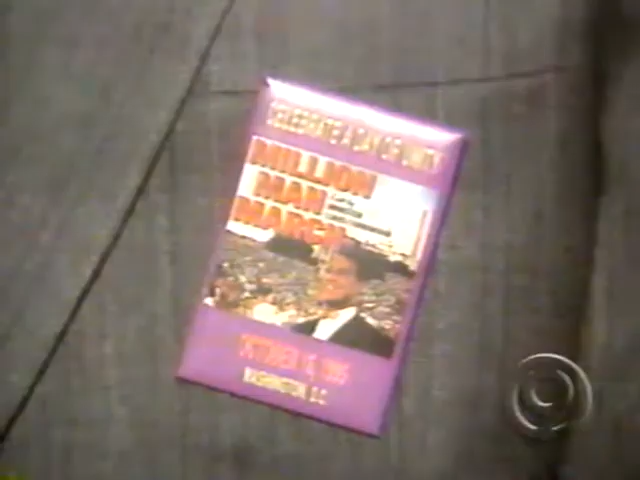 CELEBRATE A DAY OF UNITY
MILLION
MAN
MARCH
OCTOBER 16, 1995
WASHINGTON, D.C.